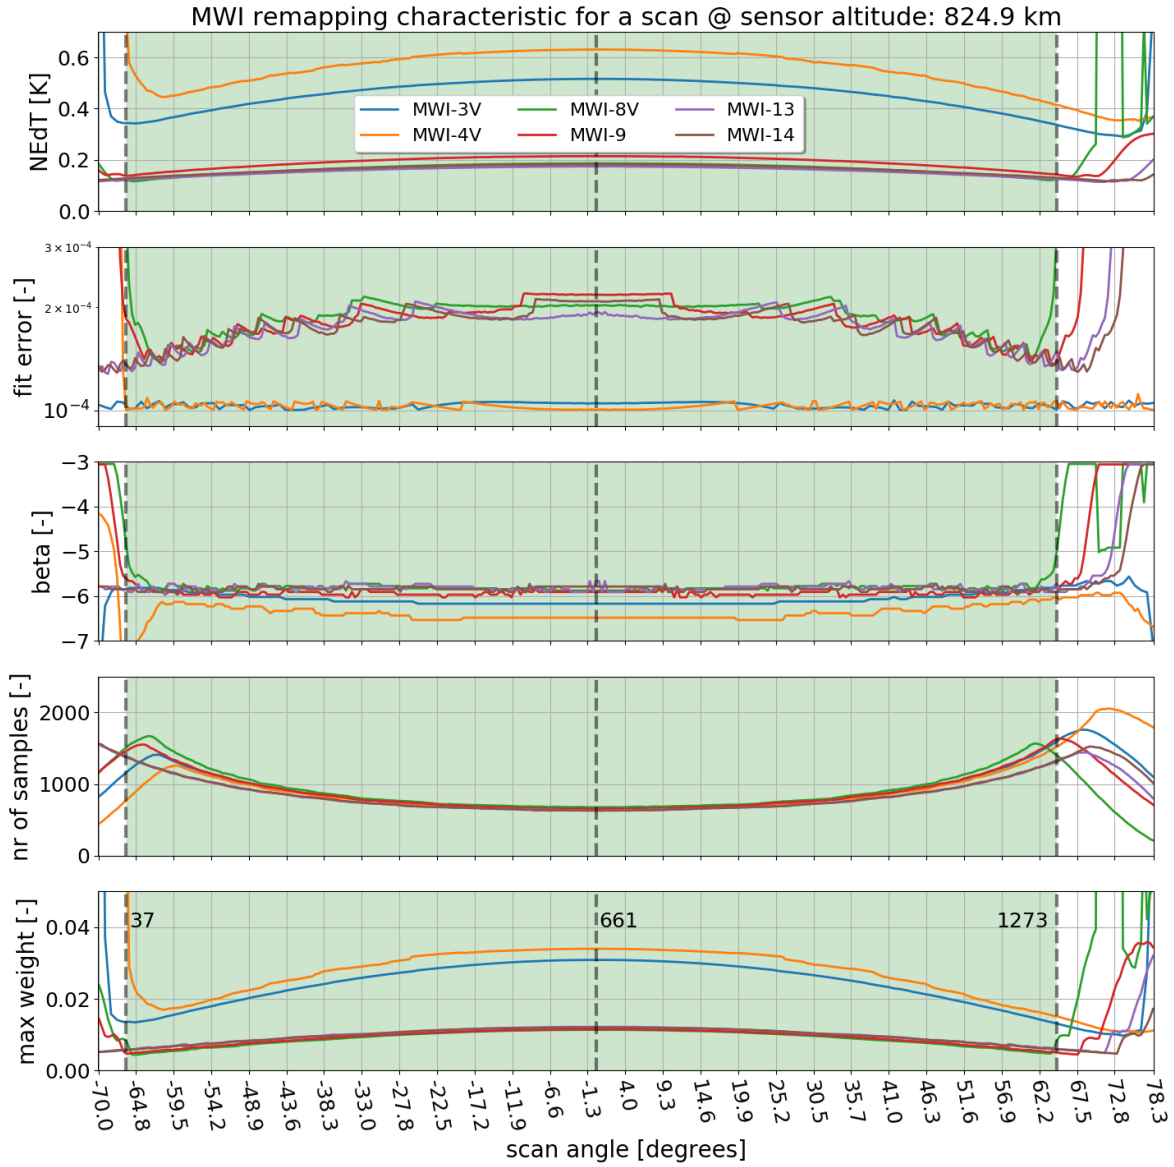 MWI remapping characteristic for a scan @ sensor altitude: 824.9 km
NEdT [K]
0.6
0.4
0.2
0.0
MWI-3V MWI-8V MWI-13
MWI-4V MWI-9 MWI-14
fit error [-]
3 × 10⁻⁴
2 × 10⁻⁴
10⁻⁴
beta [-]
−3
−4
−5
−6
−7
nr of samples [-]
2000
1000
0
max weight [-]
0.04
0.02
0.00
37 661 1273
-70.0 -64.8 -59.5 -54.2 -48.9 -43.6 -38.3 -33.0 -27.8 -22.5 -17.2 -11.9 -6.6 -1.3 4.0 9.3 14.6 19.9 25.2 30.5 35.7 41.0 46.3 51.6 56.9 62.2 67.5 72.8 78.3
scan angle [degrees]